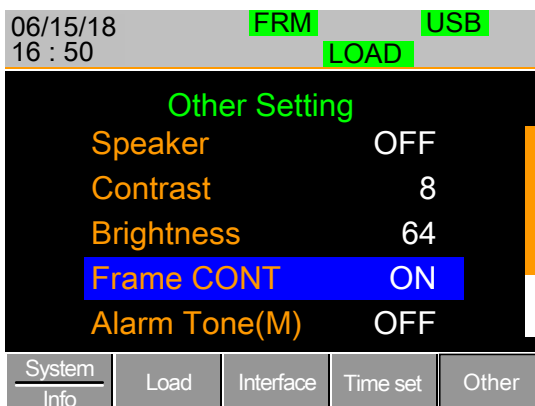 06/15/18 FRM USB
16 : 50 LOAD
Other Setting
Speaker OFF
Contrast 8
Brightness 64
Frame CONT ON
Alarm Tone(M) OFF
System Load Interface Time set Other
Info